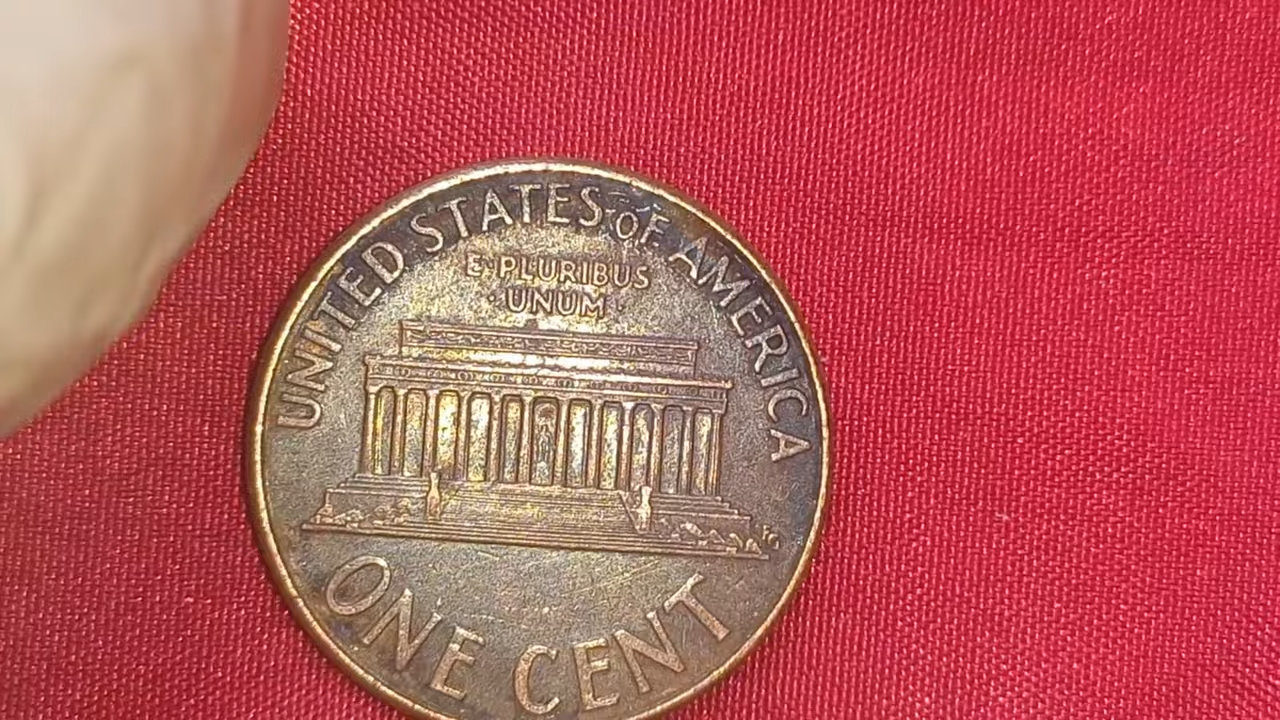 UNITED STATES OF AMERICA
E·PLURIBUS
·UNUM·
ONE CENT